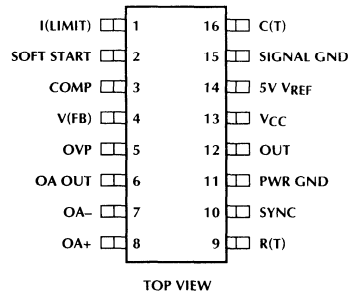 I(LIMIT) 1 16 C(T)
SOFT START 2 15 SIGNAL GND
COMP 3 14 5V VREF
V(FB) 4 13 VCC
OVP 5 12 OUT
OA OUT 6 11 PWR GND
OA– 7 10 SYNC
OA+ 8 9 R(T)
TOP VIEW